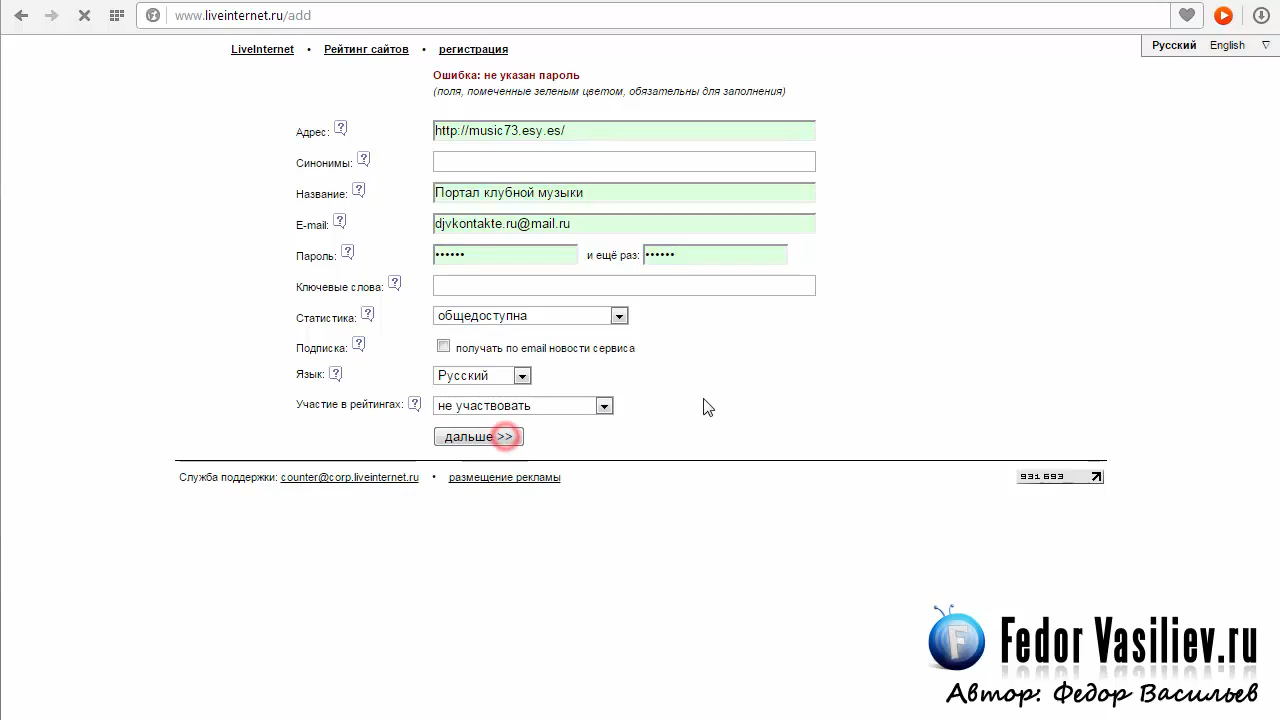 www.liveinternet.ru/add
LiveInternet • Рейтинг сайтов • регистрация
Русский English
Ошибка: не указан пароль
(поля, помеченные зеленым цветом, обязательны для заполнения)
Адрес: ? http://music73.esy.es/
Синонимы: ?
Название: ? Портал клубной музыки
E-mail: ? djvkontakte.ru@mail.ru
Пароль: ? •••••• и ещё раз: ••••••
Ключевые слова: ?
Статистика: ? общедоступна
Подписка: ? получать по email новости сервиса
Язык: ? Русский
Участие в рейтингах: ? не участвовать
дальше >>
Служба поддержки: counter@corp.liveinternet.ru • размещение рекламы
931 693
F
Fedor Vasiliev.ru
Автор: Федор Васильев